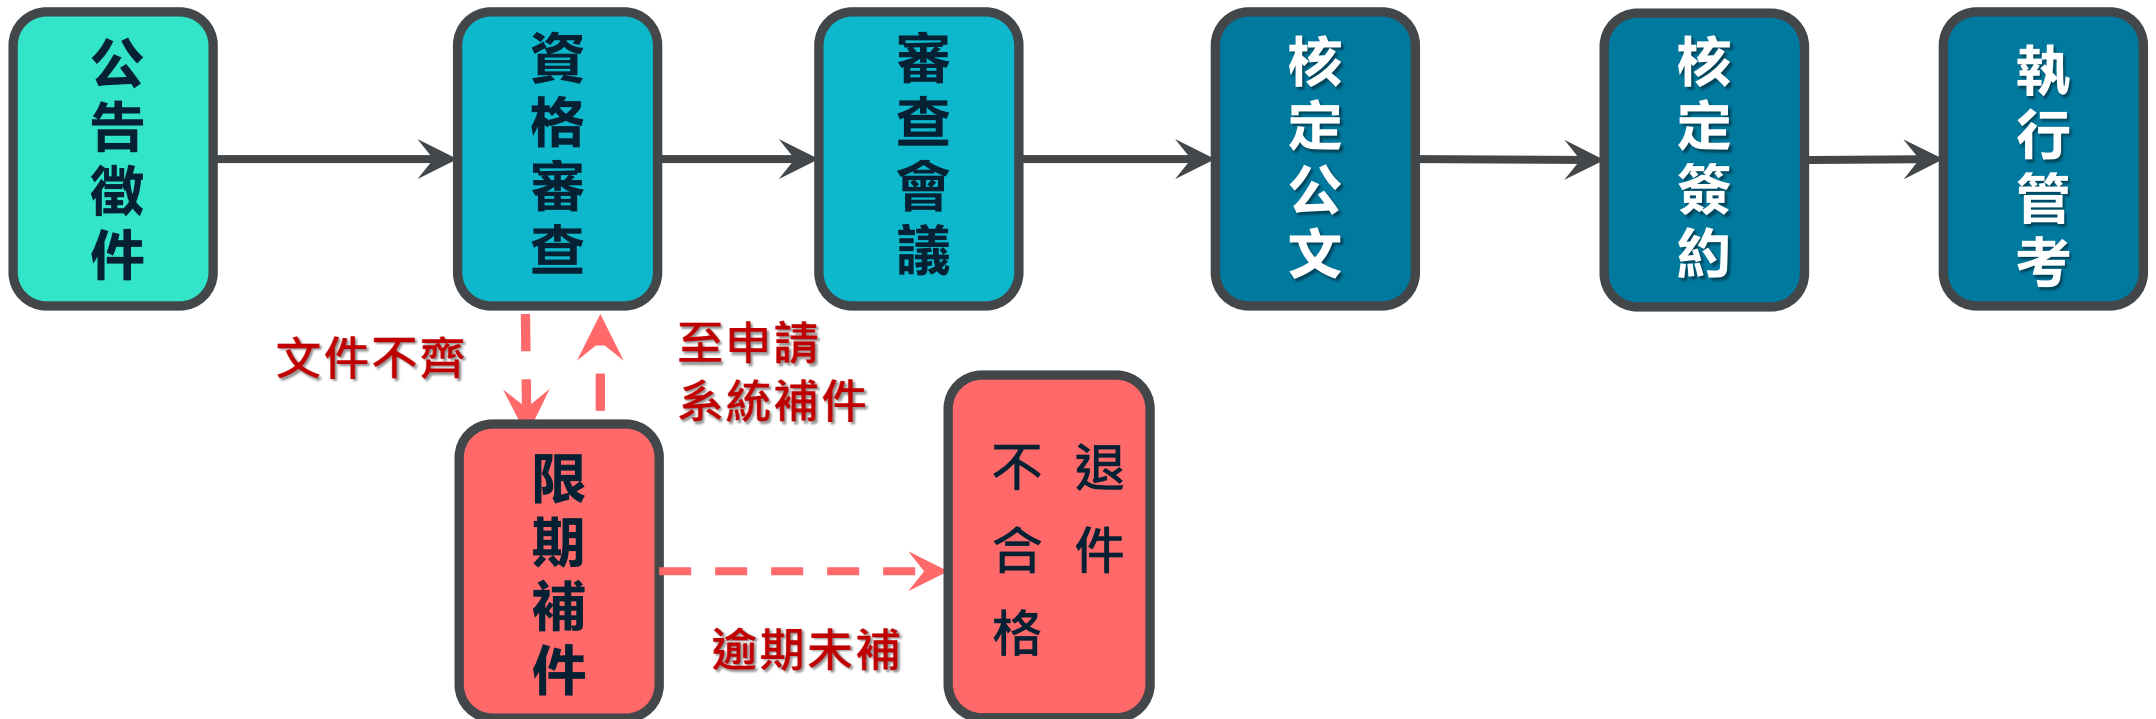 公告徵件
資格審查
審查會議
核定公文
核定簽約
執行管考
文件不齊
至申請
系統補件
限期補件
逾期未補
退件
不合格